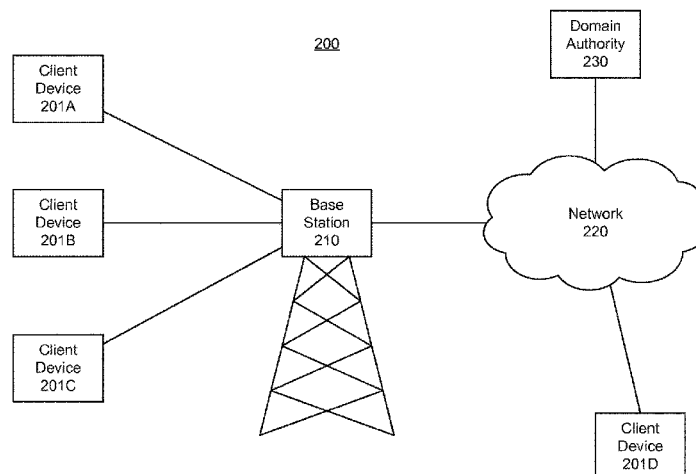 200
Domain
Authority
230
Client
Device
201A
Client
Device
201B
Base
Station
210
Network
220
Client
Device
201C
Client
Device
201D